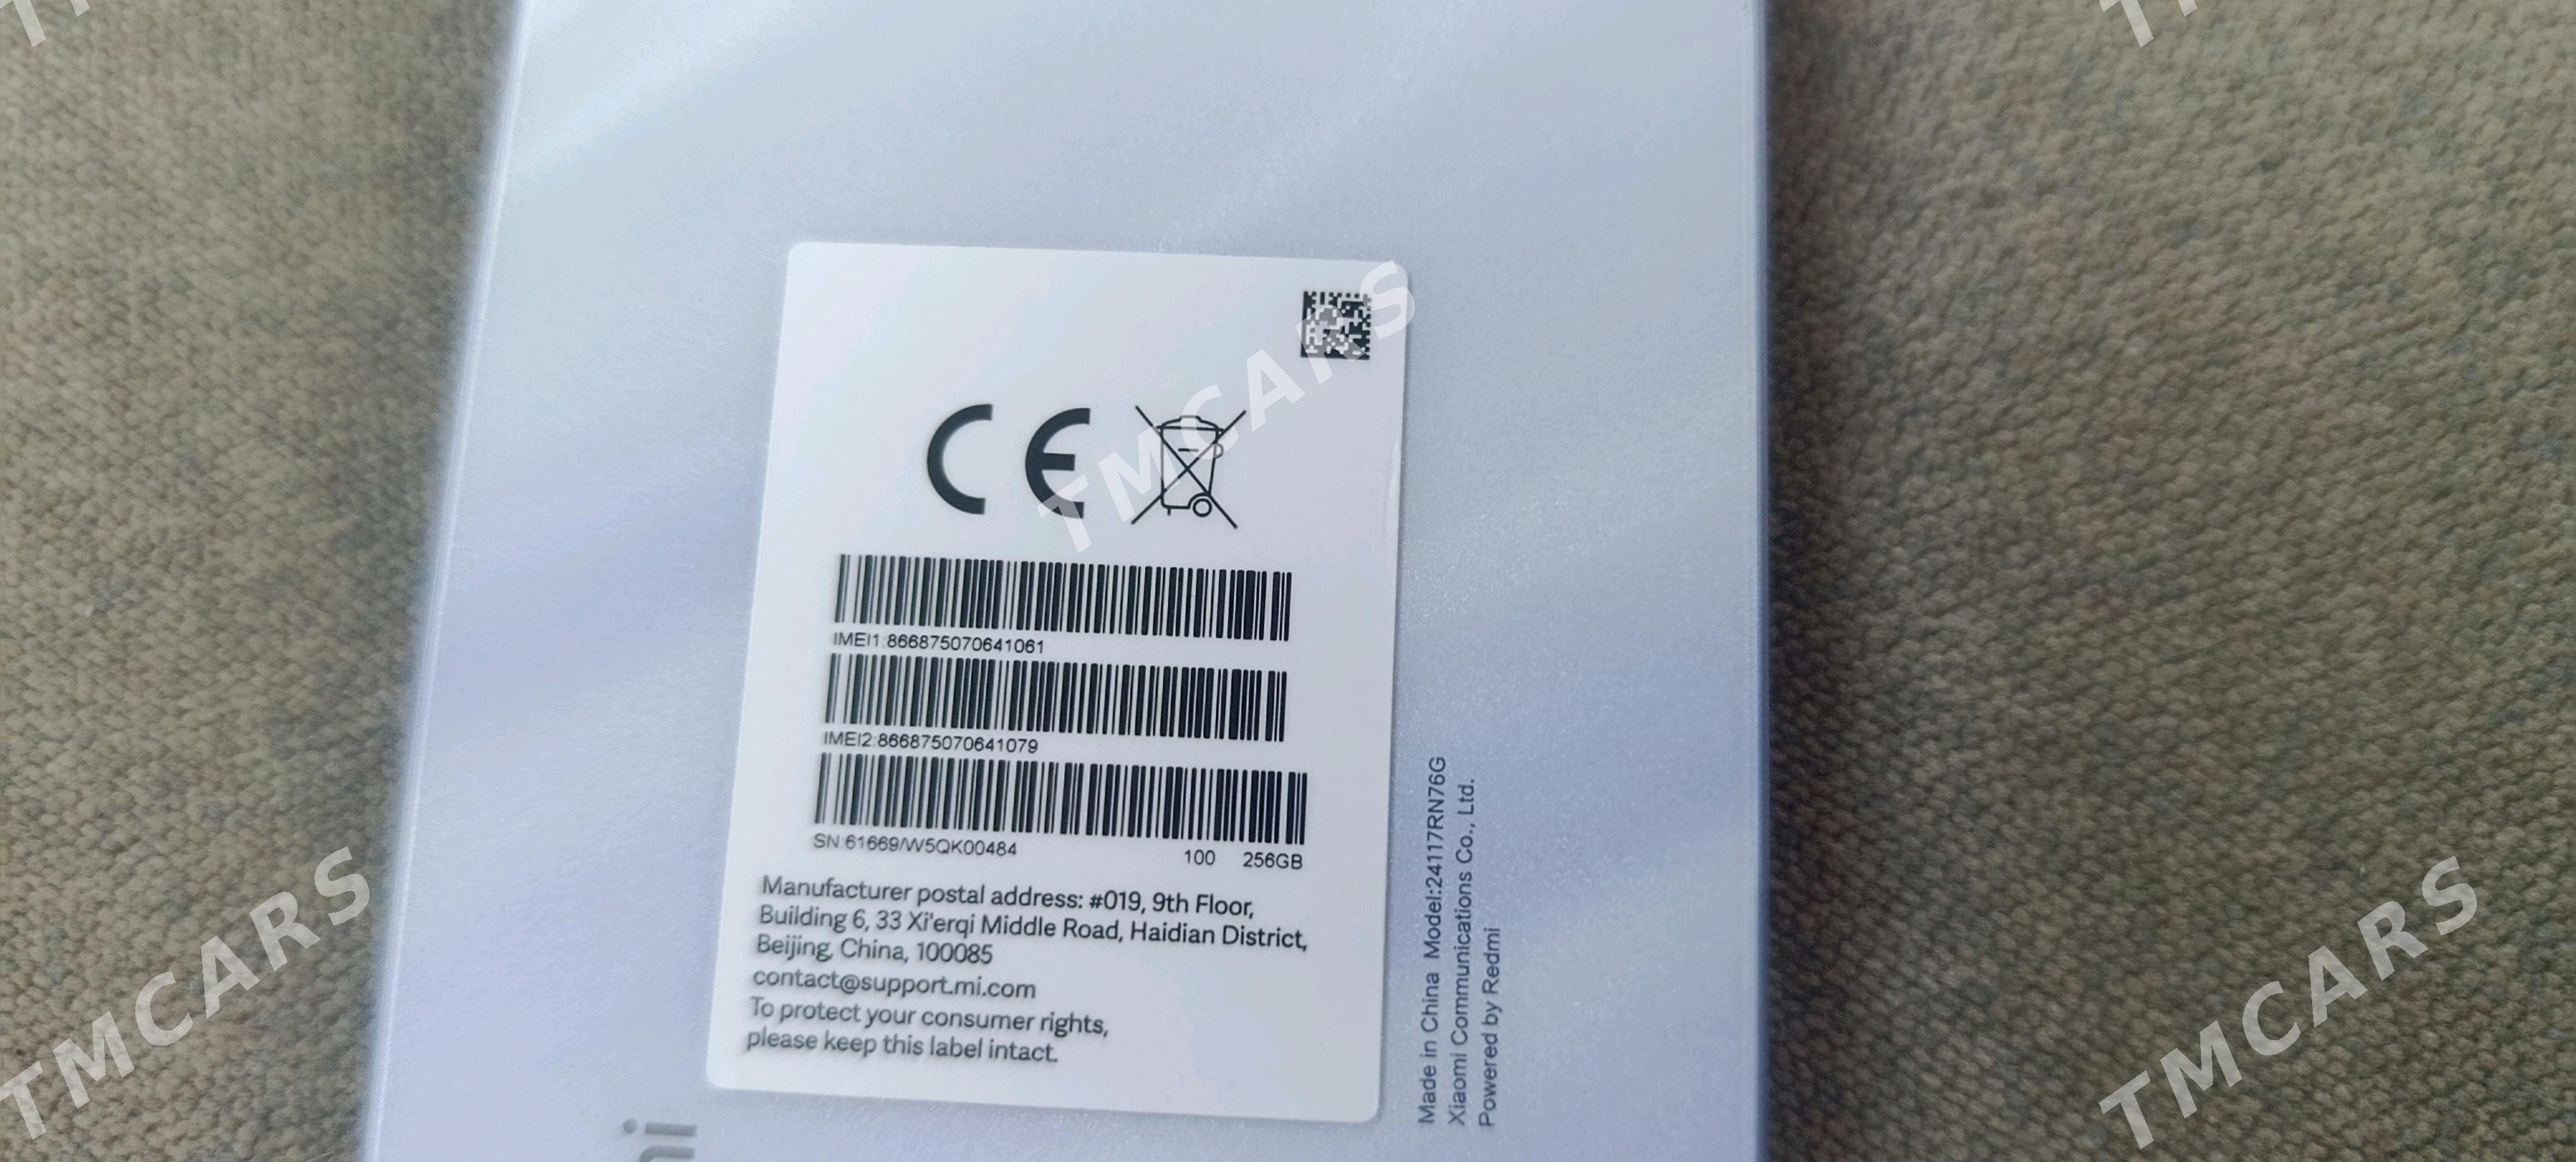 CE
IMEI1:866875070641061
IMEI2:866875070641079
SN:61669/W5QK00484 100 256GB
Manufacturer postal address: #019, 9th Floor,
Building 6, 33 Xi'erqi Middle Road, Haidian District,
Beijing, China, 100085
contact@support.mi.com
To protect your consumer rights,
please keep this label intact.
Made in China Model:24117RN76G
Xiaomi Communications Co., Ltd.
Powered by Redmi
TMCARS
TMCARS
TMCARS